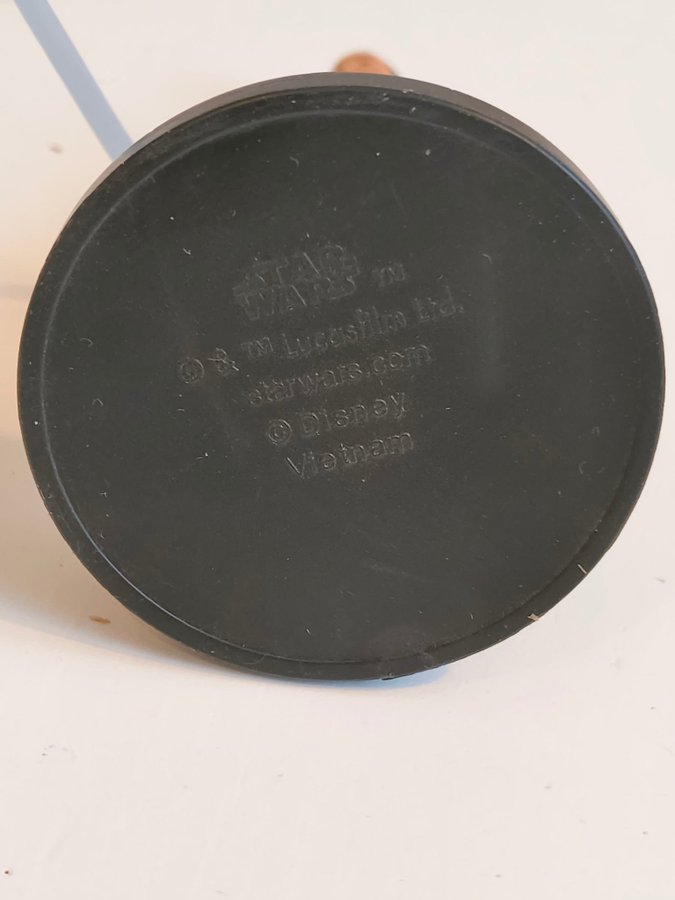 STAR
WARS ™
© & ™ Lucasfilm Ltd.
starwars.com
© Disney
Vietnam